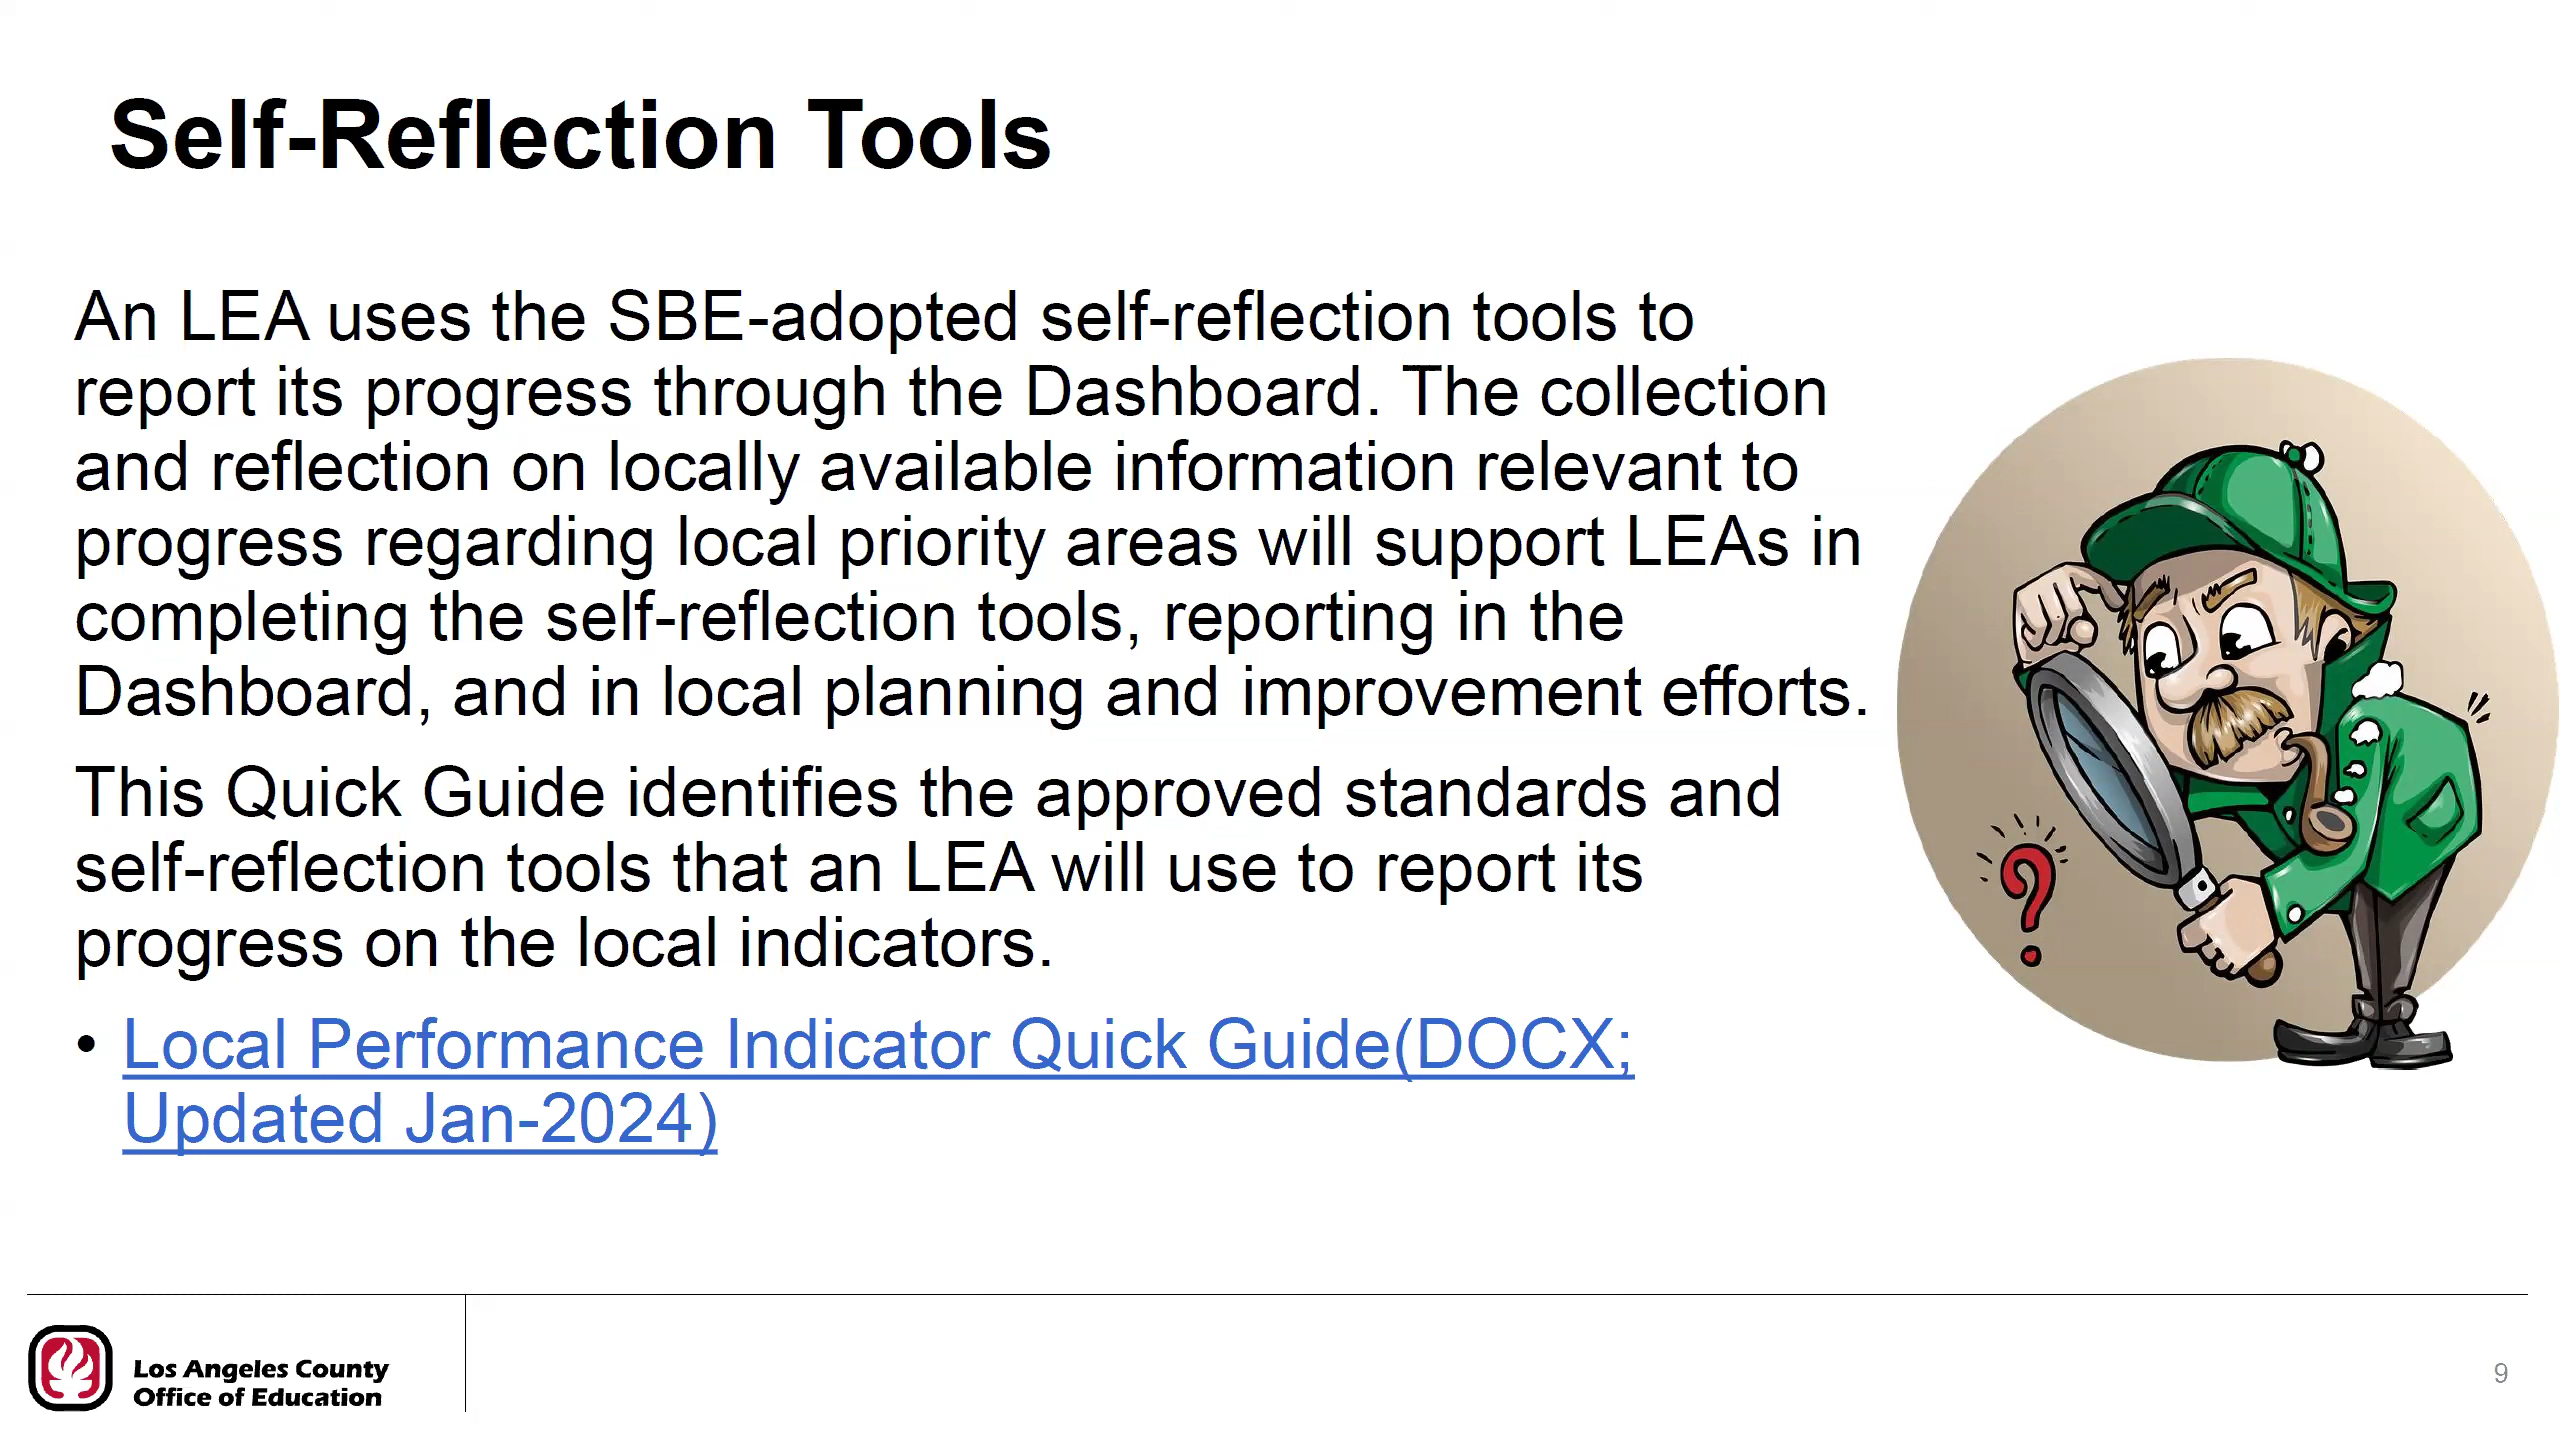 Self-Reflection Tools
An LEA uses the SBE-adopted self-reflection tools to
report its progress through the Dashboard. The collection
and reflection on locally available information relevant to
progress regarding local priority areas will support LEAs in
completing the self-reflection tools, reporting in the
Dashboard, and in local planning and improvement efforts.
This Quick Guide identifies the approved standards and
self-reflection tools that an LEA will use to report its
progress on the local indicators.
• Local Performance Indicator Quick Guide(DOCX;
Updated Jan-2024)
?
Los Angeles County
Office of Education
9